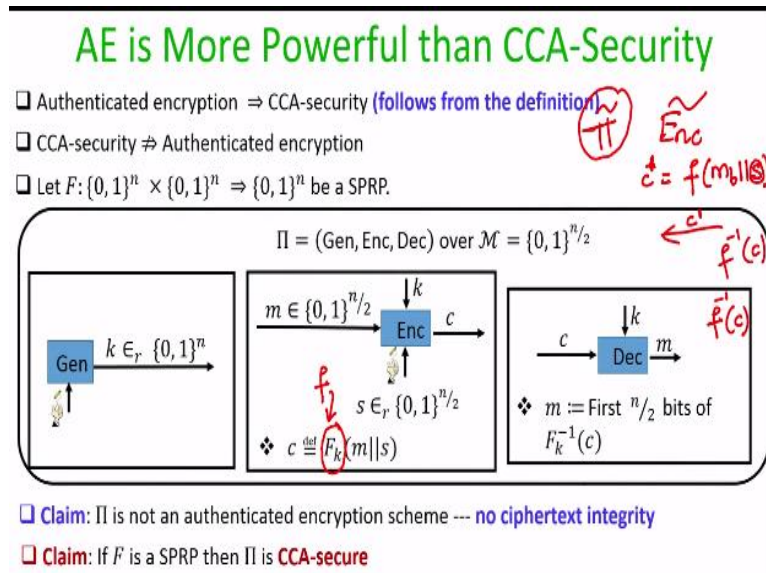 AE is More Powerful than CCA-Security
❑ Authenticated encryption ⇒ CCA-security (follows from the definition)
❑ CCA-security ⇏ Authenticated encryption
❑ Let F: {0, 1}ⁿ × {0, 1}ⁿ ⇒ {0, 1}ⁿ be a SPRP.
Π̃
Ẽnc
c* = f(m_b||s)
Π = (Gen, Enc, Dec) over ℳ = {0, 1}^{n/2}
c'
f⁻¹(c)
f⁻¹(c)
Gen
k ∈ᵣ {0, 1}ⁿ
m ∈ {0, 1}^{n/2}
k
Enc
c
s ∈ᵣ {0, 1}^{n/2}
f
❖ c ≝ F_k(m||s)
c
k
Dec
m
❖ m ≔ First n/2 bits of
F_k⁻¹(c)
❑ Claim: Π is not an authenticated encryption scheme --- no ciphertext integrity
❑ Claim: If F is a SPRP then Π is CCA-secure